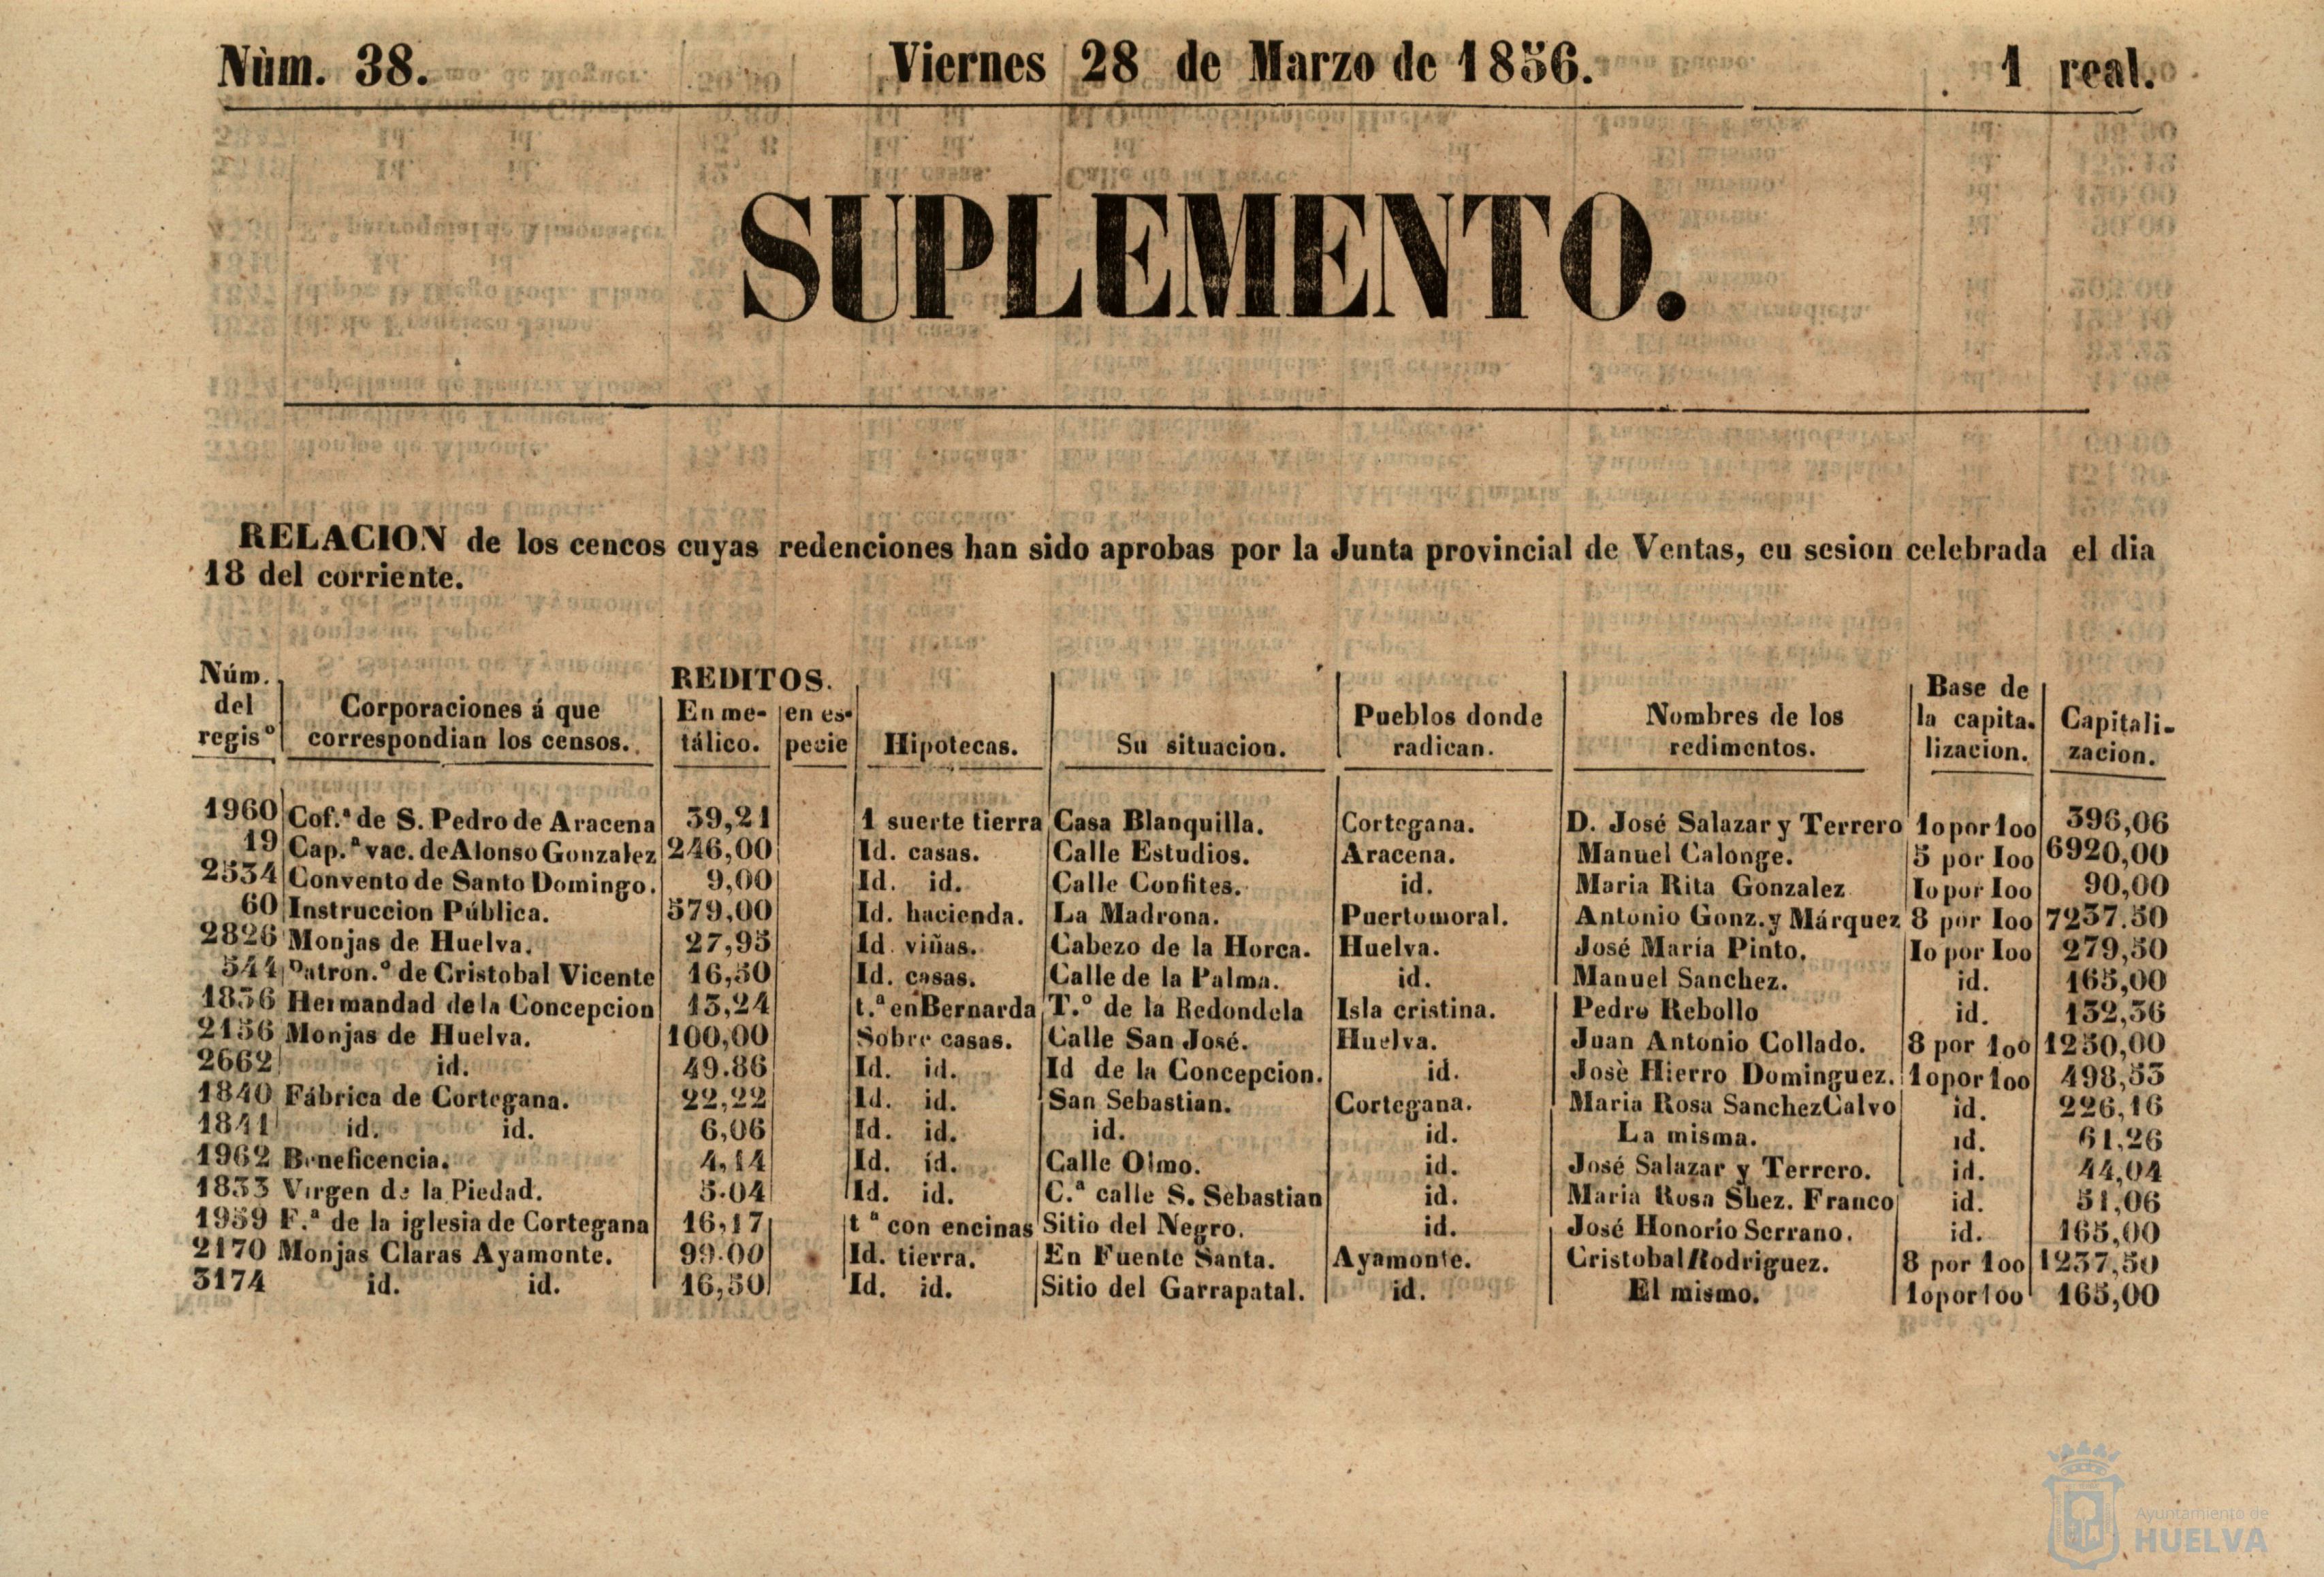 Nùm. 38. Viernes 28 de Marzo de 1856. 1 real.
SUPLEMENTO.
RELACION de los cencos cuyas redenciones han sido aprobas por la Junta provincial de Ventas, eu sesion celebrada el dia
18 del corriente.
Núm. del regis° Corporaciones á que correspondian los censos. REDITOS. En metálico. en especie Hipotecas. Su situacion. Pueblos donde radican. Nombres de los redimentos. Base de la capita. lizacion. Capitali-zacion.
1960 Cof.ª de S. Pedro de Aracena 39,21 1 suerte tierra Casa Blanquilla. Cortegana. D. José Salazar y Terrero 1o por 1oo 396,06
19 Cap.ª vac. de Alonso Gonzalez 246,00 Id. casas. Calle Estudios. Aracena. Manuel Calonge. 5 por Ioo 6920,00
2534 Convento de Santo Domingo. 9,00 Id. id. Calle Confites. id. Maria Rita Gonzalez Io por Ioo 90,00
60 Instruccion Pública. 579,00 Id. hacienda. La Madrona. Puertomoral. Antonio Gonz. y Márquez 8 por Ioo 7237.50
2826 Monjas de Huelva. 27,95 Id. viñas. Cabezo de la Horca. Huelva. José María Pinto. Io por Ioo 279,50
544 Patron.° de Cristobal Vicente 16,50 Id. casas. Calle de la Palma. id. Manuel Sanchez. id. 165,00
1836 Hermandad de la Concepcion 13,24 t.ª en Bernarda T.° de la Redondela Isla cristina. Pedro Rebollo id. 132,36
2156 Monjas de Huelva. 100,00 Sobre casas. Calle San José. Huelva. Juan Antonio Collado. 8 por 1oo 1250,00
2662 id. 49.86 Id. id. Id de la Concepcion. id. Josè Hierro Dominguez. 1o por 1oo 498,53
1840 Fábrica de Cortegana. 22,22 Id. id. San Sebastian. Cortegana. Maria Rosa Sanchez Calvo id. 226,16
1841 id. id. 6,06 Id. id. id. id. La misma. id. 61,26
1962 Beneficencia. 4,14 Id. id. Calle Olmo. id. José Salazar y Terrero. id. 44,04
1833 Virgen de la Piedad. 5.04 Id. id. C.ª calle S. Sebastian id. Maria Rosa Shez. Franco id. 51,06
1959 F.ª de la iglesia de Cortegana 16,17 t ª con encinas Sitio del Negro. id. José Honorio Serrano. id. 165,00
2170 Monjas Claras Ayamonte. 99.00 Id. tierra. En Fuente Santa. Ayamonte. Cristobal Rodriguez. 8 por 1oo 1237,50
3174 id. id. 16,50 Id. id. Sitio del Garrapatal. id. El mismo. 1o por 1oo 165,00
Ayuntamiento de
HUELVA